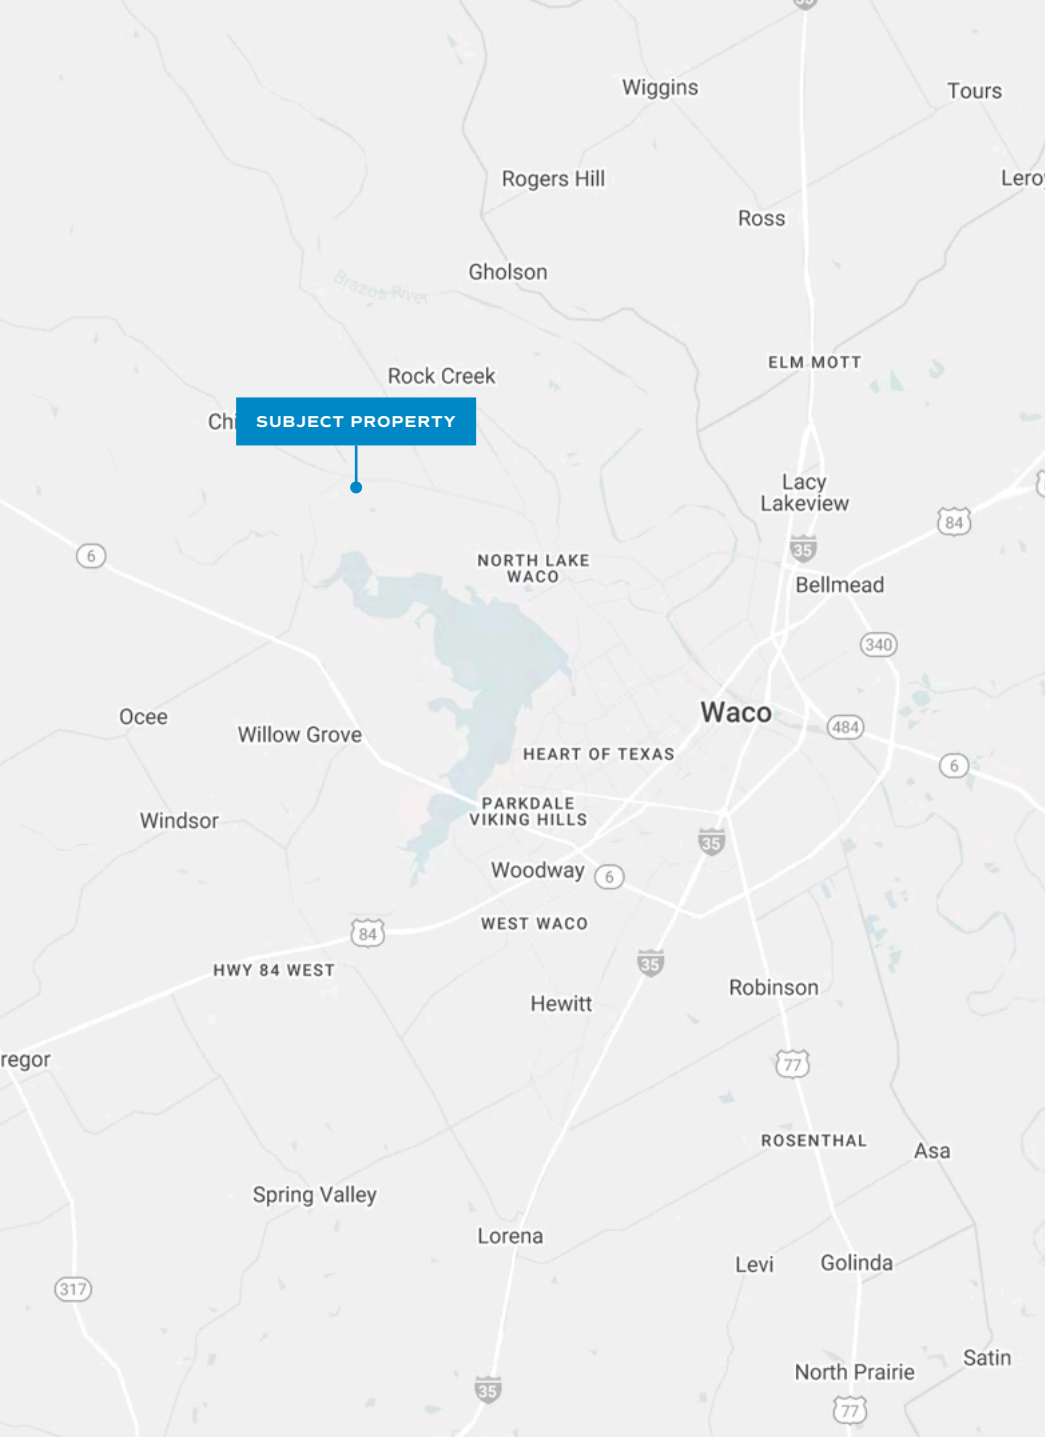 35
Wiggins
Tours
Rogers Hill
Leroy
Ross
Gholson
Brazos River
ELM MOTT
Rock Creek
Chi
SUBJECT PROPERTY
Lacy
Lakeview
84
6
35
NORTH LAKE
WACO
Bellmead
340
Waco
Ocee
484
Willow Grove
HEART OF TEXAS
6
PARKDALE
VIKING HILLS
Windsor
35
Woodway
6
WEST WACO
84
35
HWY 84 WEST
Robinson
Hewitt
regor
77
ROSENTHAL
Asa
Spring Valley
Lorena
Levi
Golinda
317
Satin
North Prairie
35
77